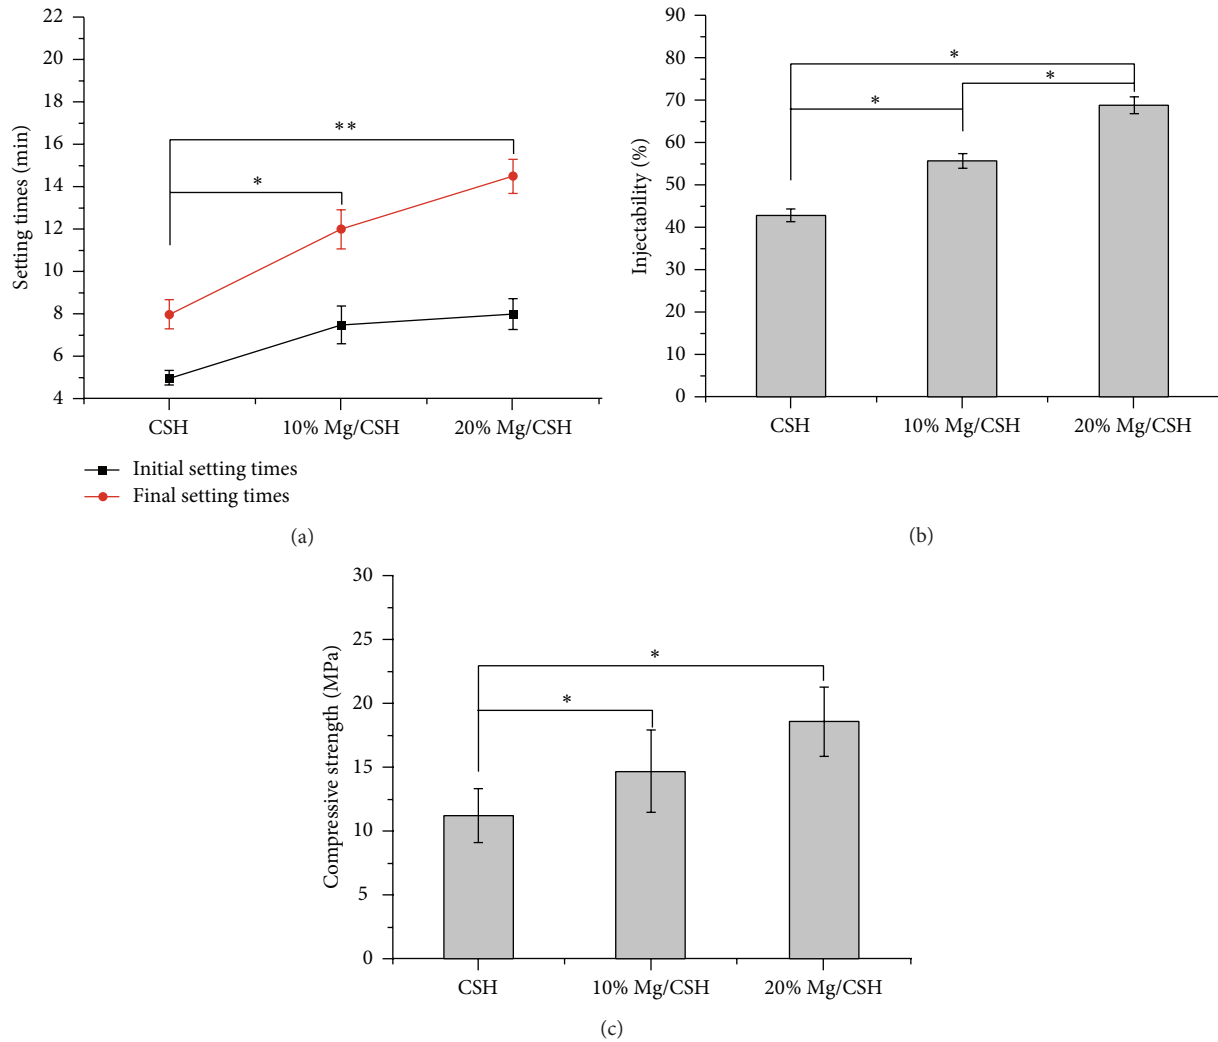 22
20
18
16
14
12
10
8
6
4
Setting times (min)
*
**
CSH
10% Mg/CSH
20% Mg/CSH
Initial setting times
Final setting times
(a)
90
80
70
60
50
40
30
20
10
0
Injectability (%)
*
*
*
CSH
10% Mg/CSH
20% Mg/CSH
(b)
30
25
20
15
10
5
0
Compressive strength (MPa)
*
*
CSH
10% Mg/CSH
20% Mg/CSH
(c)